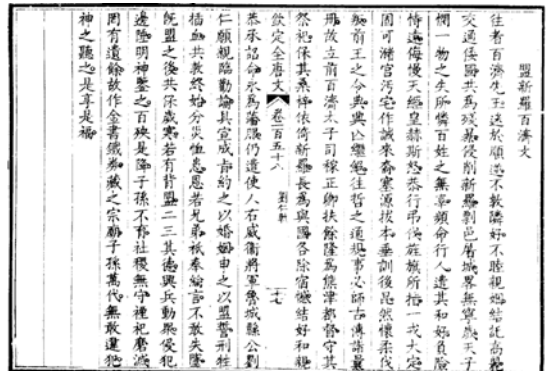 盟新羅百濟文
往者百濟先王迷於順逆不敦隣好不睦親姻結託高麗
交通倭國共為殘暴侵削新羅剽邑屠城畧無寧歲天子
憫一物之失所憐百姓之無辜頻命行人遣其和好負險
恃遠侮慢天經皇赫斯怒恭行弔伐旌旗所指一戎大定
固可瀦宮汚宅作誡來裔塞源拔本垂訓後昆然懷柔伐
叛前王之令典興亡繼絕往哲之通規事必師古傳諸曩
冊故立前百濟太子司稼正卿扶餘隆為熊津都督守其
祭祀保其桑梓依倚新羅長為與國各除宿憾結好和親
欽定全唐文 卷一百五十八 劉仁軌 十七
恭承詔命永為藩服仍遣使人右威衛將軍魯城縣公劉
仁願親臨勸諭具宣成旨約之以婚姻申之以盟誓刑牲
插血共敦終始分災恤患恩若兄弟祇奉綸言不敢失墜
既盟之後共保歲寒若有背盟二三其德興兵動衆侵犯
邊陲明神鑒之百殃是降子孫不育社稷無守禋祀磨滅
罔有遺餘故作金書鐵券藏之宗廟子孫萬代無敢違犯
神之聽之是享是福